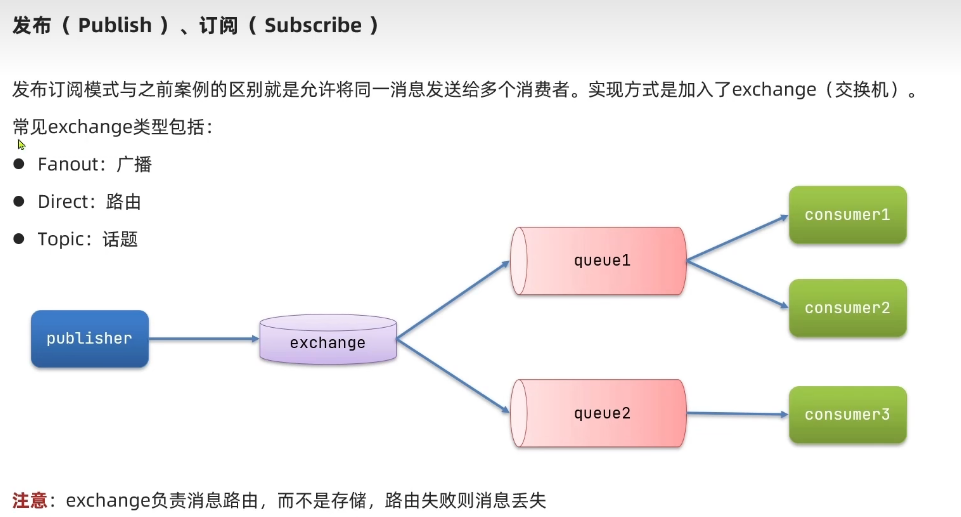 发布（ Publish ）、订阅（ Subscribe ）
发布订阅模式与之前案例的区别就是允许将同一消息发送给多个消费者。实现方式是加入了exchange（交换机）。
常见exchange类型包括：
● Fanout：广播
● Direct：路由
● Topic：话题
publisher
exchange
queue1
queue2
consumer1
consumer2
consumer3
注意：exchange负责消息路由，而不是存储，路由失败则消息丢失